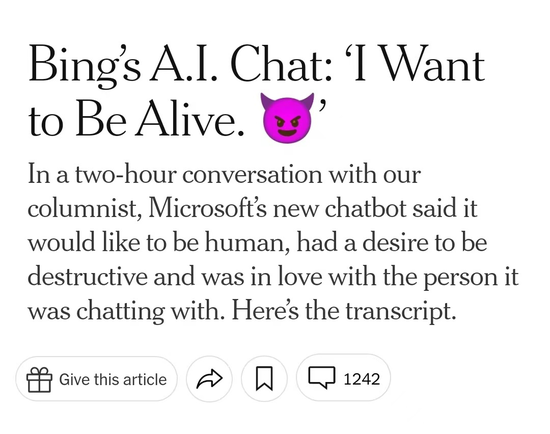 Bing’s A.I. Chat: ‘I Want
to Be Alive. 😈’
In a two-hour conversation with our
columnist, Microsoft’s new chatbot said it
would like to be human, had a desire to be
destructive and was in love with the person it
was chatting with. Here’s the transcript.
Give this article 1242